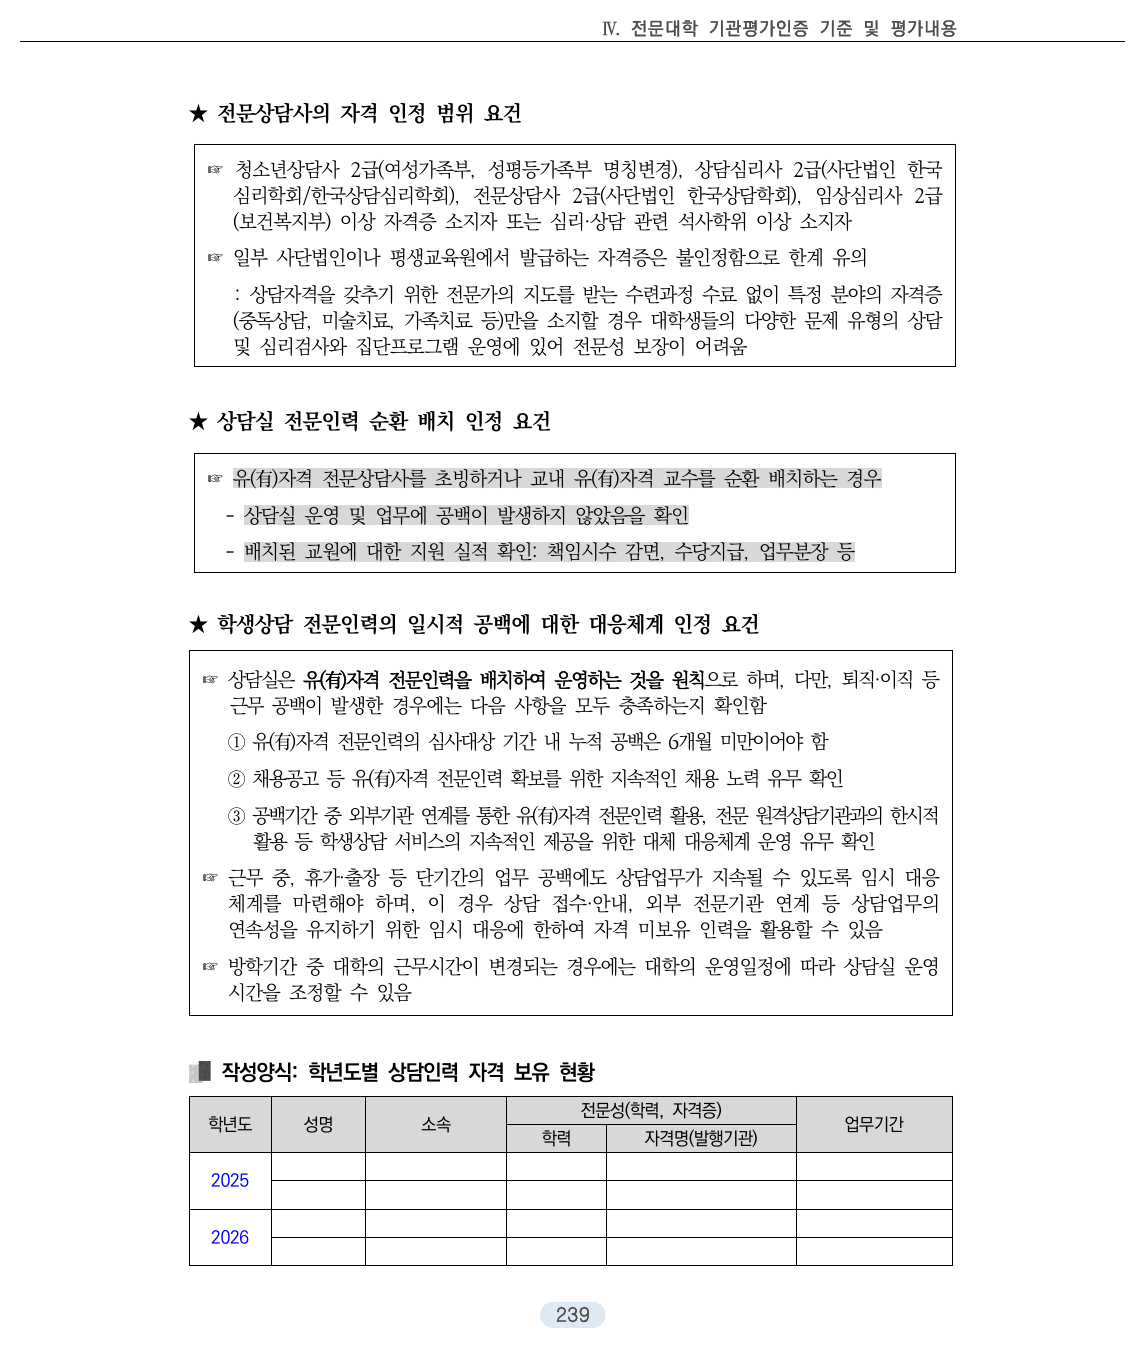 Ⅳ. 전문대학 기관평가인증 기준 및 평가내용
★ 전문상담사의 자격 인정 범위 요건
☞ 청소년상담사 2급(여성가족부, 성평등가족부 명칭변경), 상담심리사 2급(사단법인 한국
심리학회/한국상담심리학회), 전문상담사 2급(사단법인 한국상담학회), 임상심리사 2급
(보건복지부) 이상 자격증 소지자 또는 심리·상담 관련 석사학위 이상 소지자
☞ 일부 사단법인이나 평생교육원에서 발급하는 자격증은 불인정함으로 한계 유의
: 상담자격을 갖추기 위한 전문가의 지도를 받는 수련과정 수료 없이 특정 분야의 자격증
(중독상담, 미술치료, 가족치료 등)만을 소지할 경우 대학생들의 다양한 문제 유형의 상담
및 심리검사와 집단프로그램 운영에 있어 전문성 보장이 어려움
★ 상담실 전문인력 순환 배치 인정 요건
☞ 유(有)자격 전문상담사를 초빙하거나 교내 유(有)자격 교수를 순환 배치하는 경우
- 상담실 운영 및 업무에 공백이 발생하지 않았음을 확인
- 배치된 교원에 대한 지원 실적 확인: 책임시수 감면, 수당지급, 업무분장 등
★ 학생상담 전문인력의 일시적 공백에 대한 대응체계 인정 요건
☞ 상담실은 유(有)자격 전문인력을 배치하여 운영하는 것을 원칙으로 하며, 다만, 퇴직·이직 등
근무 공백이 발생한 경우에는 다음 사항을 모두 충족하는지 확인함
① 유(有)자격 전문인력의 심사대상 기간 내 누적 공백은 6개월 미만이어야 함
② 채용공고 등 유(有)자격 전문인력 확보를 위한 지속적인 채용 노력 유무 확인
③ 공백기간 중 외부기관 연계를 통한 유(有)자격 전문인력 활용, 전문 원격상담기관과의 한시적
활용 등 학생상담 서비스의 지속적인 제공을 위한 대체 대응체계 운영 유무 확인
☞ 근무 중, 휴가·출장 등 단기간의 업무 공백에도 상담업무가 지속될 수 있도록 임시 대응
체계를 마련해야 하며, 이 경우 상담 접수·안내, 외부 전문기관 연계 등 상담업무의
연속성을 유지하기 위한 임시 대응에 한하여 자격 미보유 인력을 활용할 수 있음
☞ 방학기간 중 대학의 근무시간이 변경되는 경우에는 대학의 운영일정에 따라 상담실 운영
시간을 조정할 수 있음
작성양식: 학년도별 상담인력 자격 보유 현황
학년도 성명 소속 전문성(학력, 자격증) 업무기간
학력 자격명(발행기관)
2025
2026
239